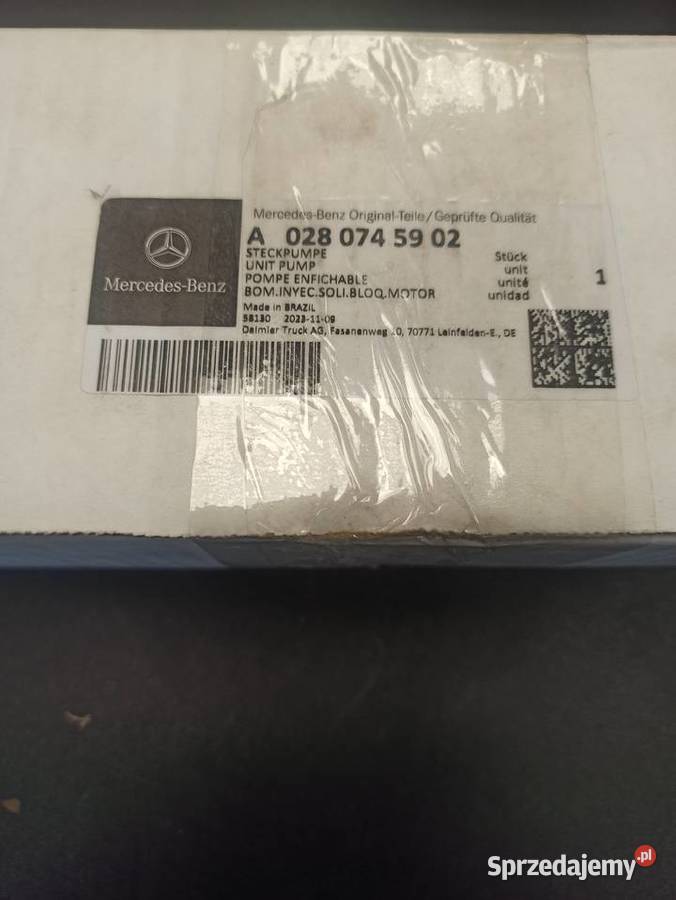 Mercedes-Benz Original-Teile/Geprüfte Qualität
A 028 074 59 02
STECKPUMPE
UNIT PUMP
POMPE ENFICHABLE
BOM.INYEC.SOLI.BLOQ.MOTOR
Stück
unit
unité
unidad
1
Mercedes-Benz
Made in BRAZIL
58130 2023-11-09
Daimler Truck AG, Fasanenweg 10, 70771 Leinfelden-E., DE
Sprzedajemy.pl